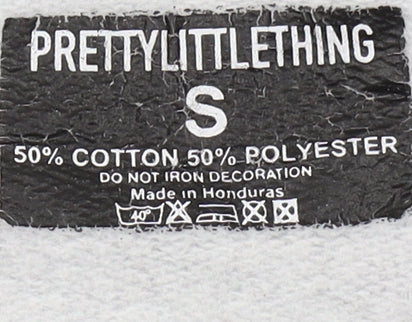 PRETTYLITTLETHING
S
50% COTTON 50% POLYESTER
DO NOT IRON DECORATION
Made in Honduras
40°